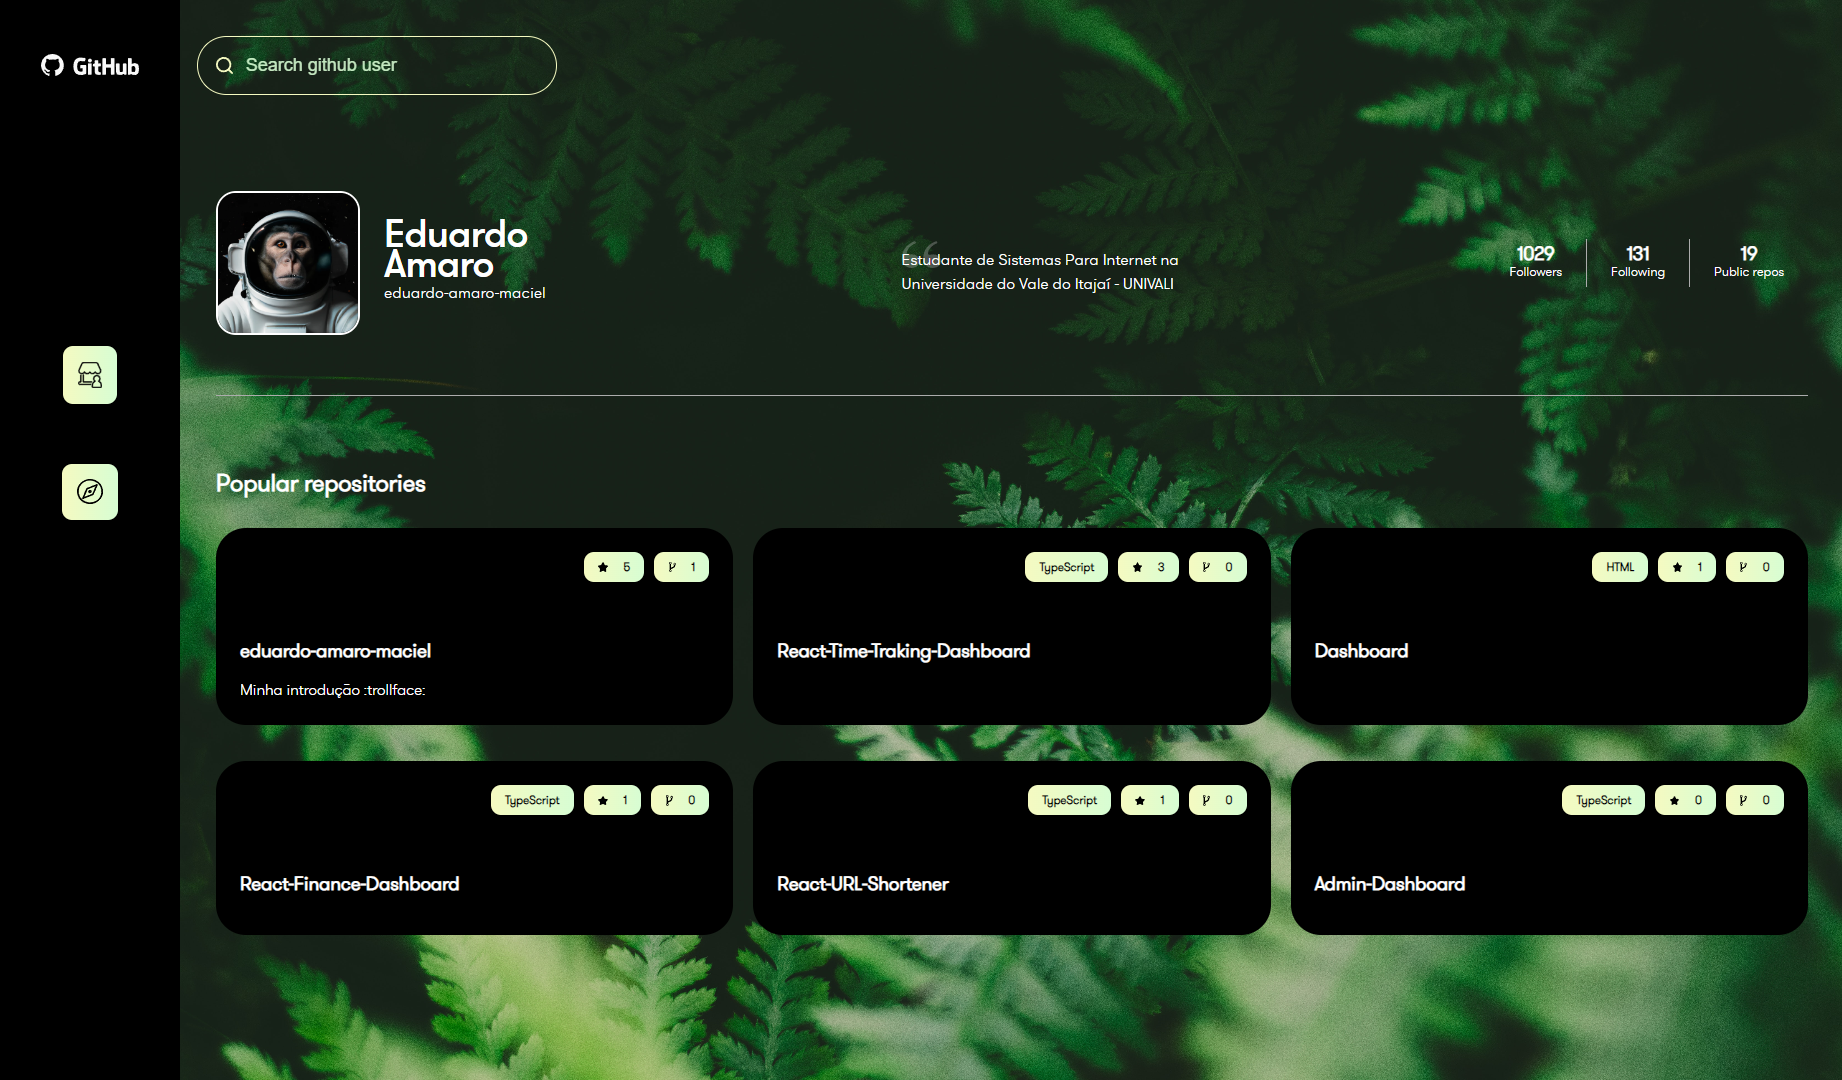 GitHub
Search github user
Eduardo
Amaro
eduardo-amaro-maciel
“
Estudante de Sistemas Para Internet na
Universidade do Vale do Itajaí - UNIVALI
1029
Followers
131
Following
19
Public repos
Popular repositories
5 1
eduardo-amaro-maciel
Minha introdução :trollface:
TypeScript 3 0
React-Time-Traking-Dashboard
HTML 1 0
Dashboard
TypeScript 1 0
React-Finance-Dashboard
TypeScript 1 0
React-URL-Shortener
TypeScript 0 0
Admin-Dashboard